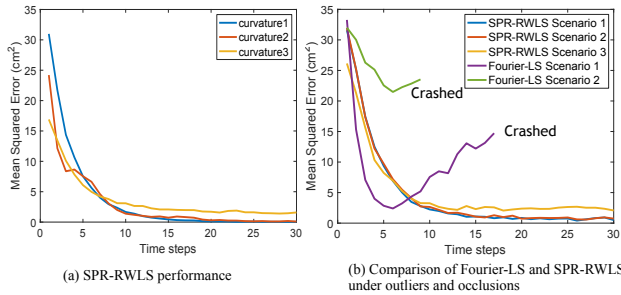 curvature1
curvature2
curvature3
Mean Squared Error (cm2)
35
30
25
20
15
10
5
0
0 5 10 15 20 25 30
Time steps
(a) SPR-RWLS performance
SPR-RWLS Scenario 1
SPR-RWLS Scenario 2
SPR-RWLS Scenario 3
Fourier-LS Scenario 1
Fourier-LS Scenario 2
Crashed
Crashed
Mean Squared Error (cm2)
35
30
25
20
15
10
5
0
0 5 10 15 20 25 30
Time steps
(b) Comparison of Fourier-LS and SPR-RWLS
under outliers and occlusions